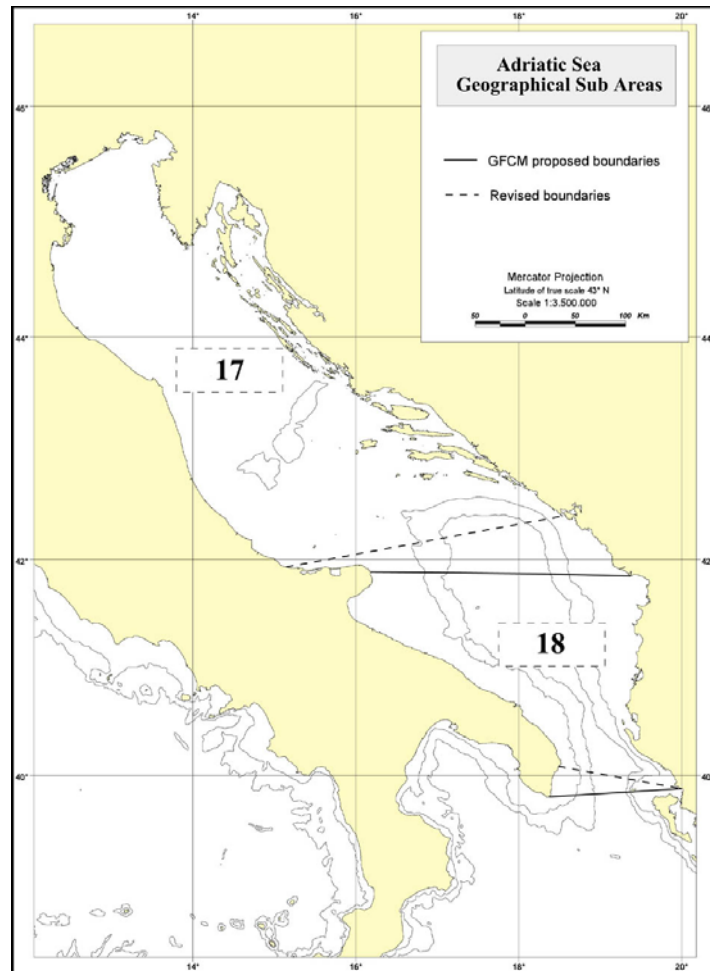 14°
16°
18°
20°
Adriatic Sea
Geographical Sub Areas
GFCM proposed boundaries
Revised boundaries
Mercator Projection
Latitude of true scale 43° N
Scale 1:3.500.000
50 0 50 100 Km
46°
44°
17
42°
42°
18
40°
40°
14°
16°
18°
20°